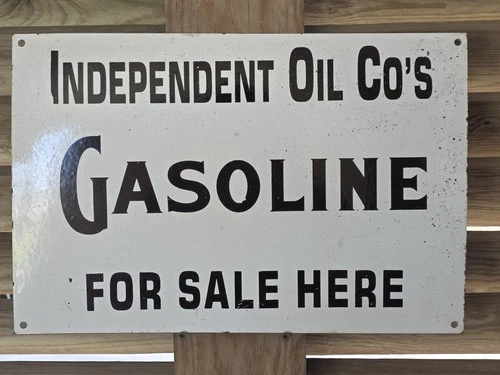 INDEPENDENT OIL CO'S
GASOLINE
FOR SALE HERE